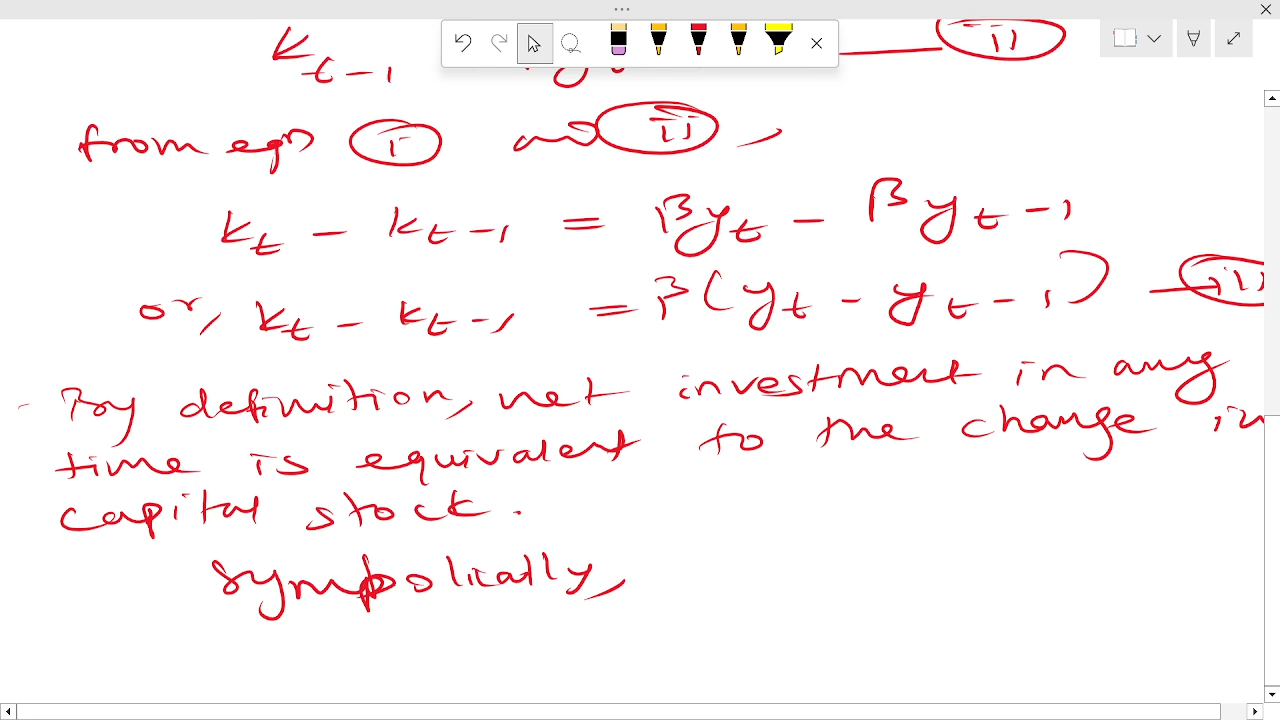 K_{t-1} (ii)
from eqn (i) and (ii),
K_t - K_{t-1} = βy_t - βy_{t-1}
or, K_t - K_{t-1} = β(y_t - y_{t-1}) — (iii)
By definition, net investment in any
time is equivalent to the change in
capital stock.
Symbolically,